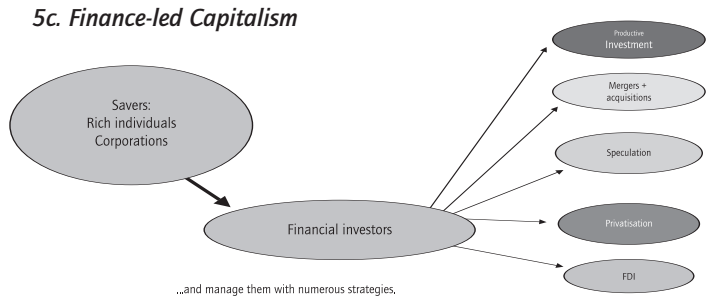 5c. Finance-led Capitalism
Savers:
Rich individuals
Corporations
Financial investors
Productive
Investment
Mergers +
acquisitions
Speculation
Privatisation
FDI
...and manage them with numerous strategies.